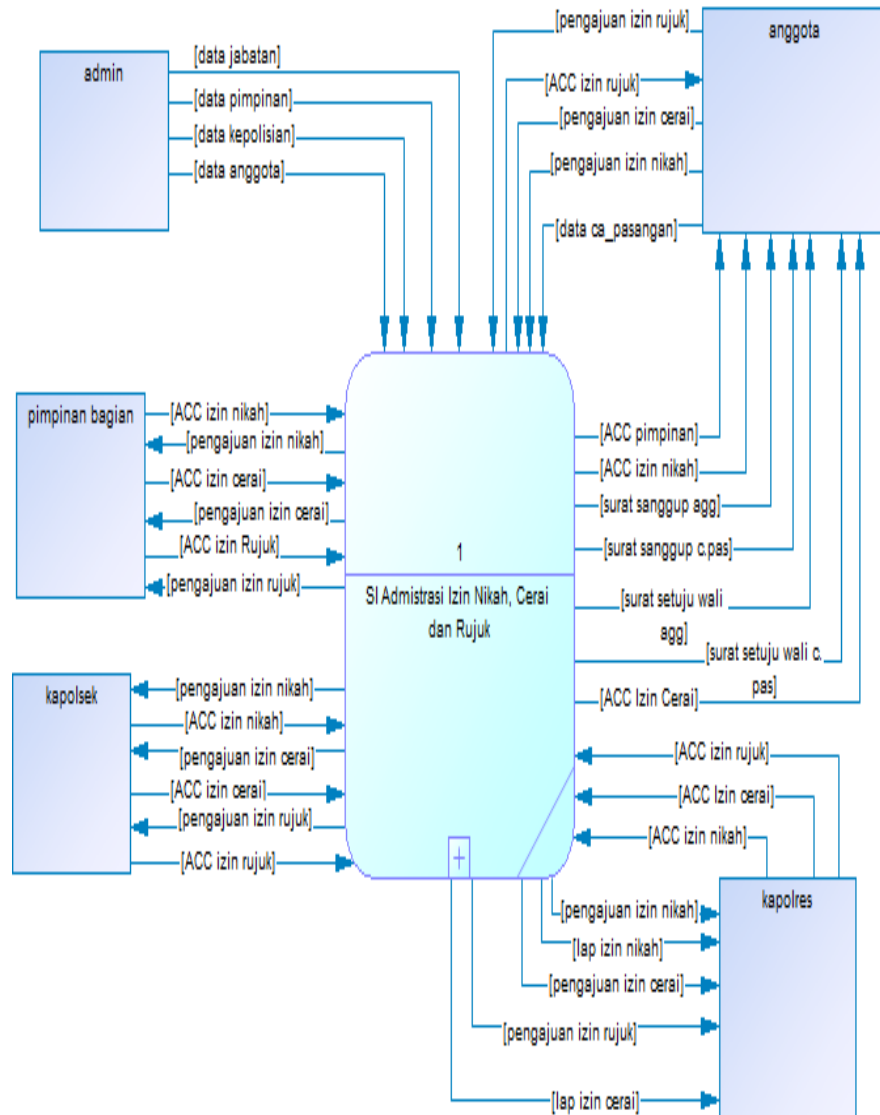 admin
[data jabatan]
[data pimpinan]
[data kepolisian]
[data anggota]
[pengajuan izin rujuk]
[ACC izin rujuk]
[pengajuan izin cerai]
[pengajuan izin nikah]
[data ca_pasangan]
anggota
pimpinan bagian
[ACC izin nikah]
[pengajuan izin nikah]
[ACC izin cerai]
[pengajuan izin cerai]
[ACC izin Rujuk]
[pengajuan izin rujuk]
1
SI Admistrasi Izin Nikah, Cerai
dan Rujuk
[ACC pimpinan]
[ACC izin nikah]
[surat sanggup agg]
[surat sanggup c.pas]
[surat setuju wali
agg]
[surat setuju wali c.
pas]
[ACC Izin Cerai]
kapolsek
[pengajuan izin nikah]
[ACC izin nikah]
[pengajuan izin cerai]
[ACC izin cerai]
[pengajuan izin rujuk]
[ACC izin rujuk]
[ACC izin rujuk]
[ACC Izin cerai]
[ACC izin nikah]
kapolres
[pengajuan izin nikah]
[lap izin nikah]
[pengajuan izin cerai]
[pengajuan izin rujuk]
[lap izin cerai]